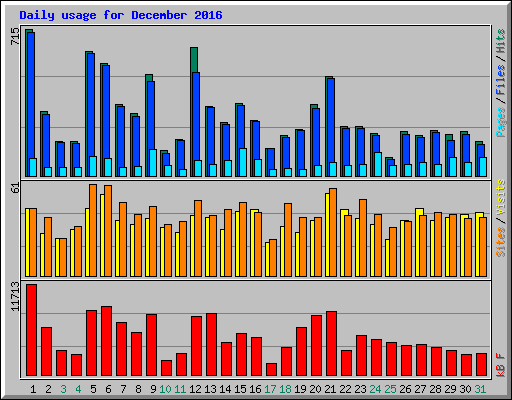 Daily usage for December 2016
715
Pages / Files / Hits
61
Sites / Visits
11713
kB F
1 2 3 4 5 6 7 8 9 10 11 12 13 14 15 16 17 18 19 20 21 22 23 24 25 26 27 28 29 30 31